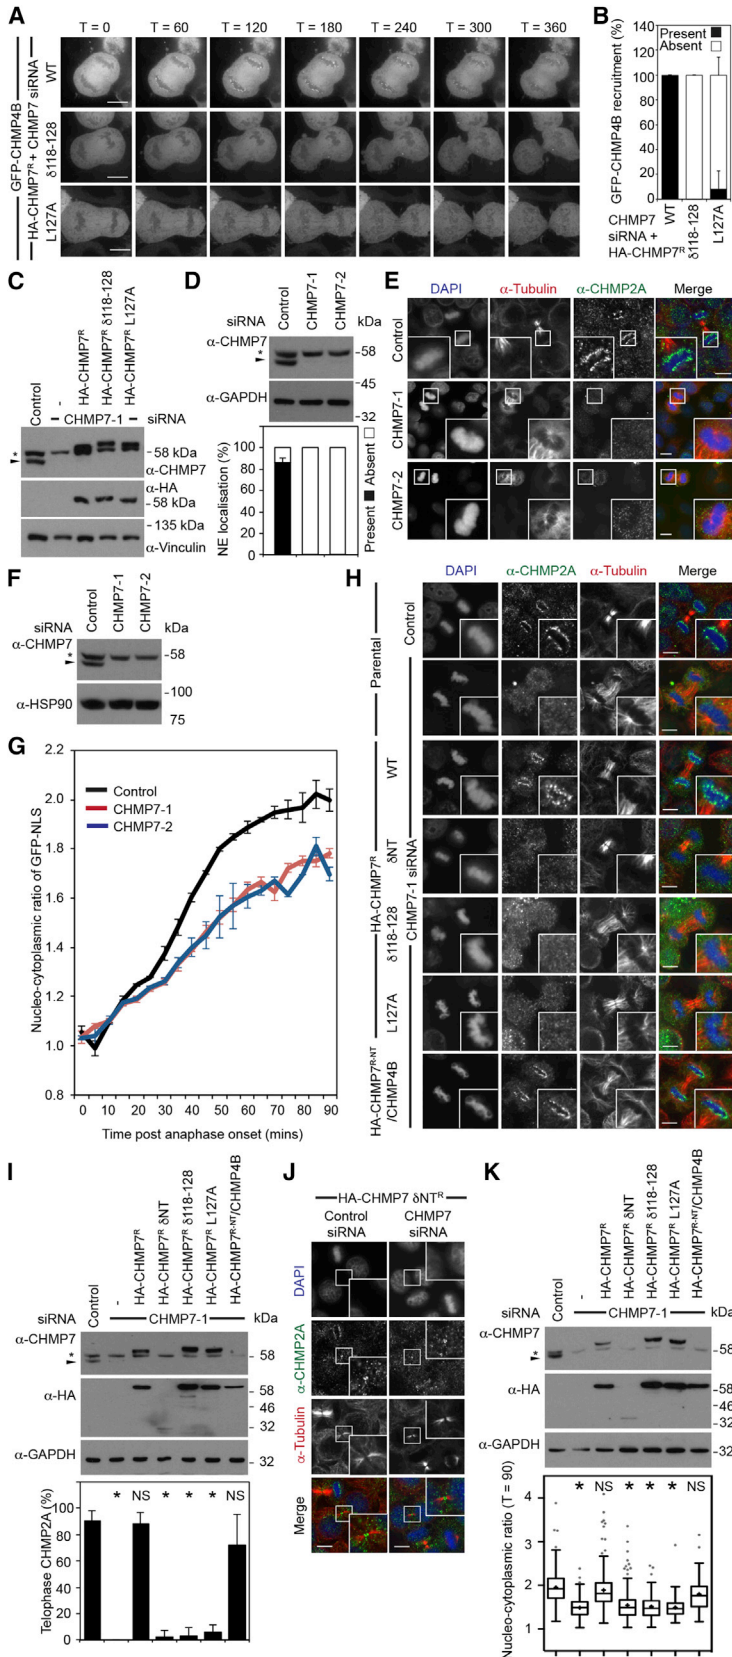 A
T = 0 T = 60 T = 120 T = 180 T = 240 T = 300 T = 360
GFP-CHMP4B
HA-CHMP7R + CHMP7 siRNA
WT
δ118-128
L127A
B
Present
Absent
GFP-CHMP4B recruitment (%)
140
120
100
80
60
40
20
0
CHMP7
siRNA +
HA-CHMP7R
WT
δ118-128
L127A
C
Control
-
HA-CHMP7R
HA-CHMP7R δ118-128
HA-CHMP7R L127A
CHMP7-1 siRNA
*
58 kDa
α-CHMP7
α-HA
58 kDa
135 kDa
α-Vinculin
D
siRNA
Control
CHMP7-1
CHMP7-2
kDa
α-CHMP7
*
58
45
α-GAPDH
32
NE localisation (%)
100
80
60
40
20
0
Present
Absent
E
DAPI α-Tubulin α-CHMP2A Merge
Control
CHMP7-1
CHMP7-2
F
siRNA
Control
CHMP7-1
CHMP7-2
kDa
α-CHMP7
*
58
100
α-HSP90
75
G
Nucleo-cytoplasmic ratio of GFP-NLS
2.2
2.0
1.8
1.6
1.4
1.2
1.0
0.8
Control
CHMP7-1
CHMP7-2
0 10 20 30 40 50 60 70 80 90
Time post anaphase onset (mins)
H
DAPI α-CHMP2A α-Tubulin Merge
Parental
Control
CHMP7-1 siRNA
HA-CHMP7R
WT
δNT
δ118-128
L127A
HA-CHMP7R-NT
/CHMP4B
I
Control
-
HA-CHMP7R
HA-CHMP7R δNT
HA-CHMP7R δ118-128
HA-CHMP7R L127A
HA-CHMP7R-NT/CHMP4B
siRNA CHMP7-1 kDa
α-CHMP7
*
58
α-HA
58
46
32
α-GAPDH
32
Telophase CHMP2A (%)
100
80
60
40
20
0
* NS * * * NS
J
HA-CHMP7 δNTR
Control
siRNA
CHMP7
siRNA
DAPI
α-CHMP2A
α-Tubulin
Merge
K
Control
-
HA-CHMP7R
HA-CHMP7R δNT
HA-CHMP7R δ118-128
HA-CHMP7R L127A
HA-CHMP7R-NT/CHMP4B
siRNA CHMP7-1 kDa
α-CHMP7
*
58
α-HA
58
46
32
α-GAPDH
32
Nucleo-cytoplasmic ratio (T = 90)
4
3
2
1
* NS * * * NS